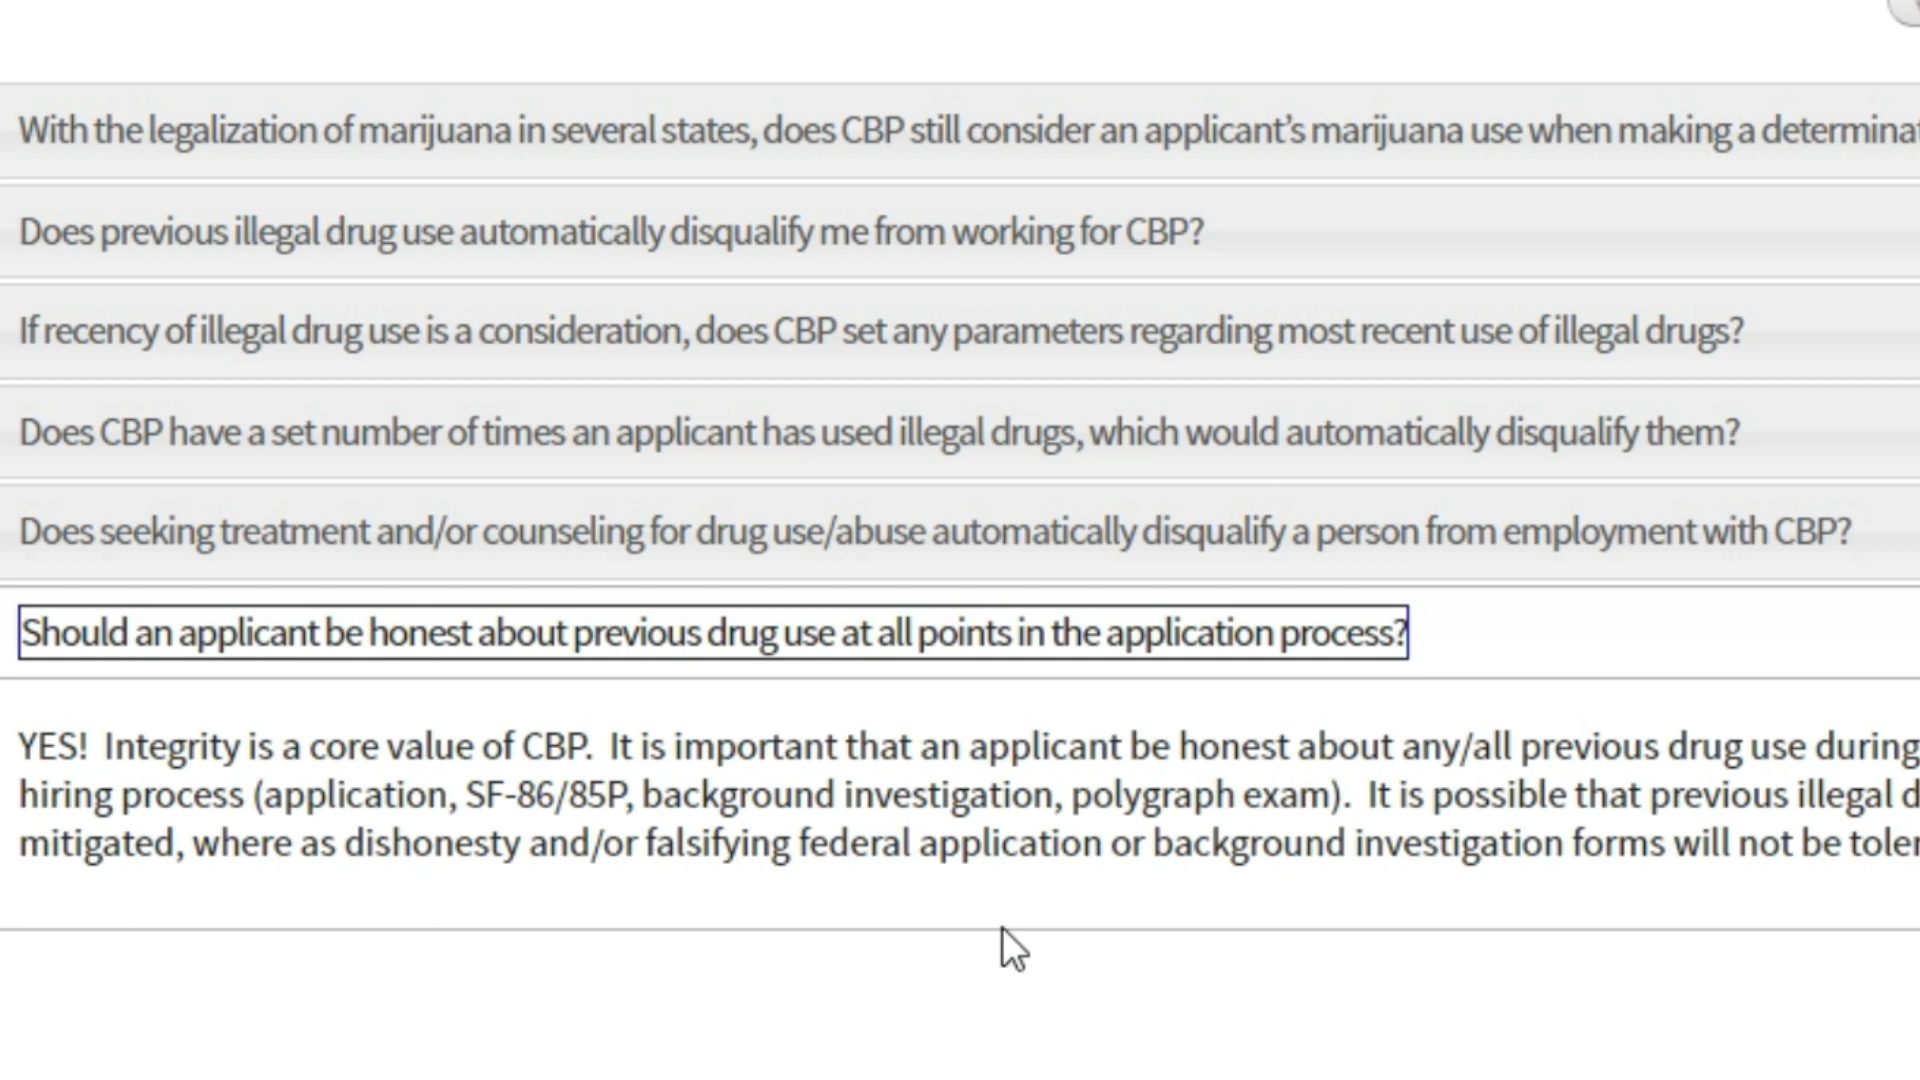 With the legalization of marijuana in several states, does CBP still consider an applicant’s marijuana use when making a
Does previous illegal drug use automatically disqualify me from working for CBP?
If recency of illegal drug use is a consideration, does CBP set any parameters regarding most recent use of illegal drugs?
Does CBP have a set number of times an applicant has used illegal drugs, which would automatically disqualify them?
Does seeking treatment and/or counseling for drug use/abuse automatically disqualify a person from employment with CBP?
Should an applicant be honest about previous drug use at all points in the application process?
YES!  Integrity is a core value of CBP.  It is important that an applicant be honest about any/all previous drug use during
hiring process (application, SF-86/85P, background investigation, polygraph exam).  It is possible that previous illegal
mitigated, where as dishonesty and/or falsifying federal application or background investigation forms will not be